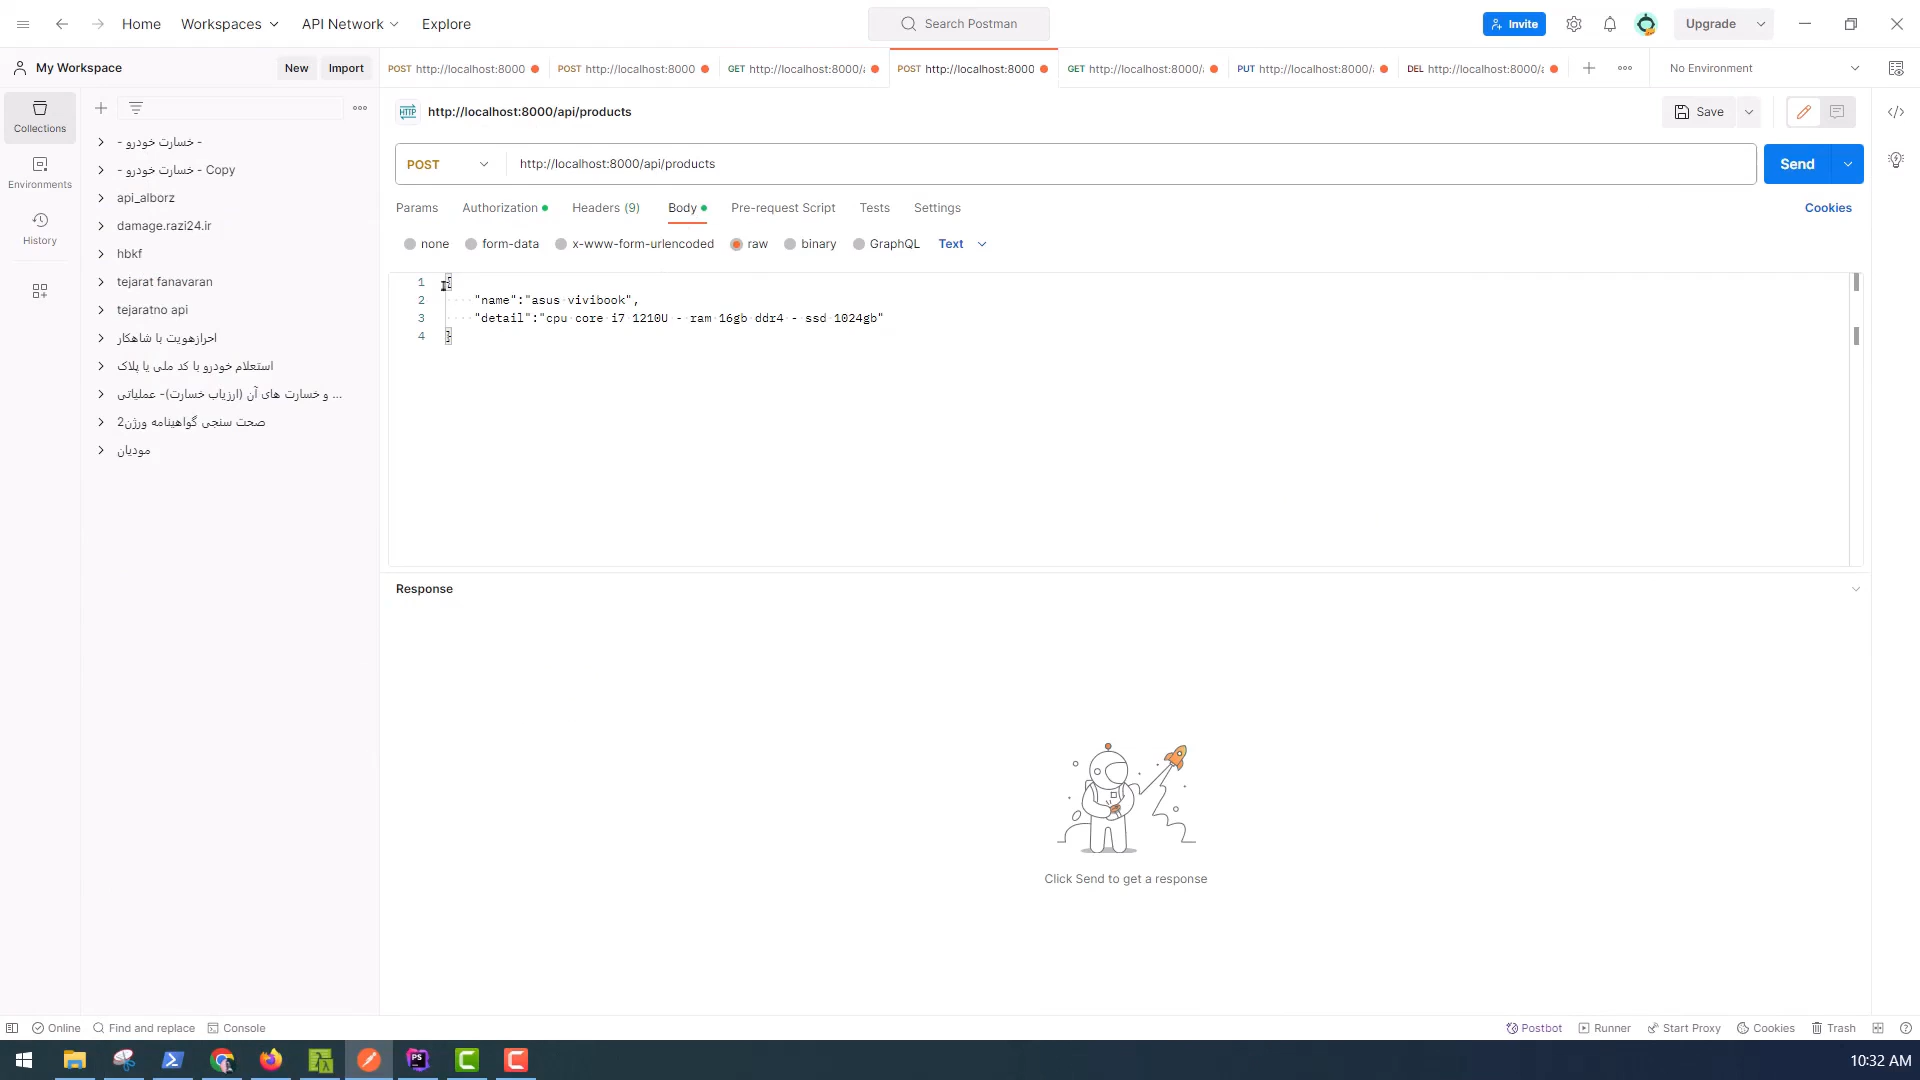 Home
Workspaces
API Network
Explore
Search Postman
Invite
Upgrade
My Workspace
New
Import
POST http://localhost:8000
POST http://localhost:8000
GET http://localhost:8000/
POST http://localhost:8000
GET http://localhost:8000/
PUT http://localhost:8000/
DEL http://localhost:8000/
No Environment
Collections
Environments
History
- خسارت خودرو -
- خسارت خودرو - Copy
api_alborz
damage.razi24.ir
hbkf
tejarat fanavaran
tejaratno api
احرازهویت با شاهکار
استعلام خودرو با کد ملی یا پلاک
... و خسارت های آن (ارزیاب خسارت)- عملیاتی
صحت سنجی گواهینامه ورژن2
مودیان
HTTP
http://localhost:8000/api/products
Save
POST
http://localhost:8000/api/products
Send
Params
Authorization
Headers (9)
Body
Pre-request Script
Tests
Settings
Cookies
none
form-data
x-www-form-urlencoded
raw
binary
GraphQL
Text
1 {
2 "name":"asus vivibook",
3 "detail":"cpu core i7 1210U - ram 16gb ddr4 - ssd 1024gb"
4 }
Response
Click Send to get a response
Online
Find and replace
Console
Postbot
Runner
Start Proxy
Cookies
Trash
PS
10:32 AM